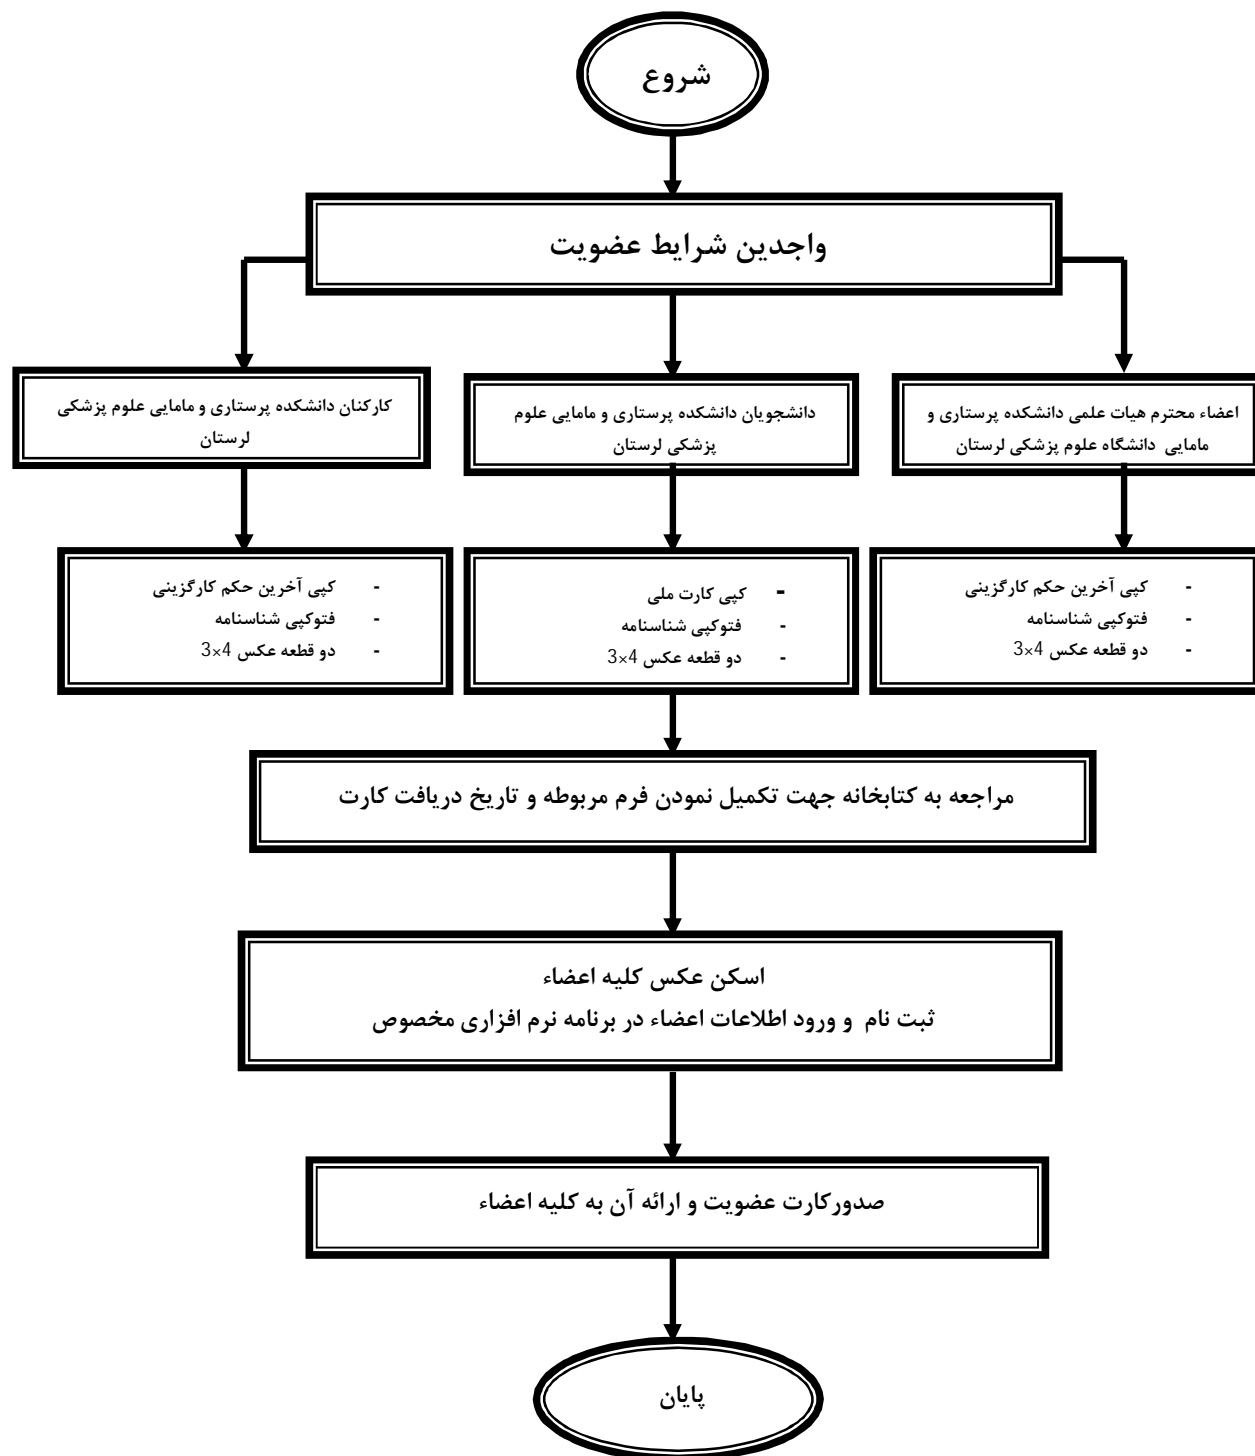 شروع
واجدین شرایط عضویت
اعضاء محترم هیات علمی دانشکده پرستاری و
مامایی دانشگاه علوم پزشکی لرستان
دانشجویان دانشکده پرستاری و مامایی علوم
پزشکی لرستان
کارکنان دانشکده پرستاری و مامایی علوم پزشکی
لرستان
- کپی آخرین حکم کارگزینی
- فتوکپی شناسنامه
- دو قطعه عکس 4×3
- کپی کارت ملی
- فتوکپی شناسنامه
- دو قطعه عکس 4×3
- کپی آخرین حکم کارگزینی
- فتوکپی شناسنامه
- دو قطعه عکس 4×3
مراجعه به کتابخانه جهت تکمیل نمودن فرم مربوطه و تاریخ دریافت کارت
اسکن عکس کلیه اعضاء
ثبت نام و ورود اطلاعات اعضاء در برنامه نرم افزاری مخصوص
صدورکارت عضویت و ارائه آن به کلیه اعضاء
پایان